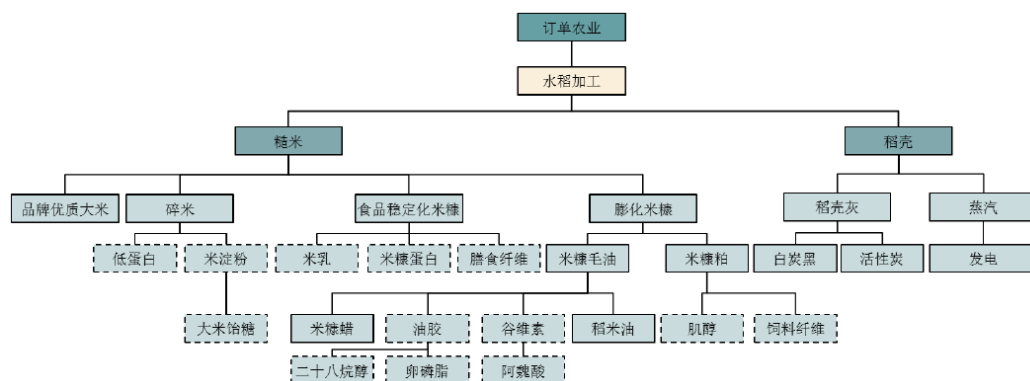 订单农业
水稻加工
糙米
稻壳
品牌优质大米
碎米
食品稳定化米糠
膨化米糠
稻壳灰
蒸汽
低蛋白
米淀粉
米乳
米糠蛋白
膳食纤维
米糠毛油
米糠粕
白炭黑
活性炭
发电
大米饴糖
米糠蜡
油胶
谷维素
稻米油
肌醇
饲料纤维
二十八烷醇
卵磷脂
阿魏酸